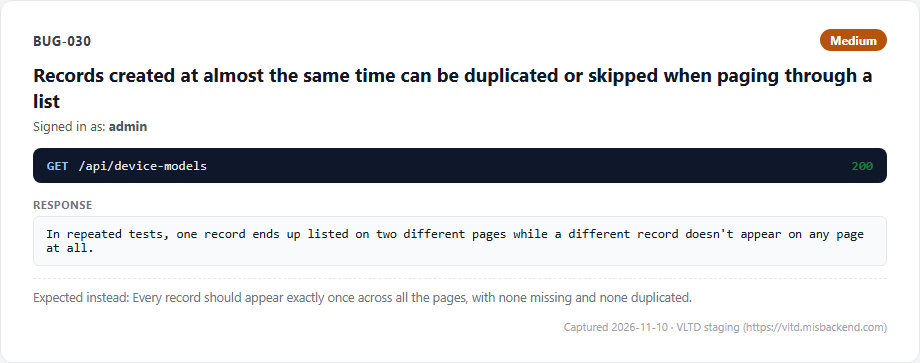 BUG-030
Medium
Records created at almost the same time can be duplicated or skipped when paging through a
list
Signed in as: admin
GET /api/device-models
200
RESPONSE
In repeated tests, one record ends up listed on two different pages while a different record doesn't appear on any page
at all.
Expected instead: Every record should appear exactly once across all the pages, with none missing and none duplicated.
Captured 2026-11-10 · VLTD staging (https://vltd.misbackend.com)